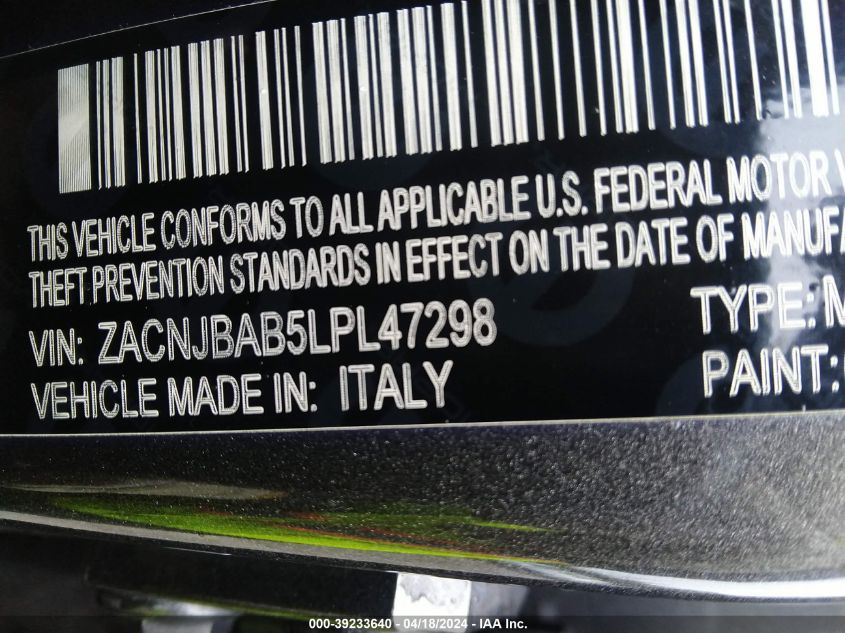 THIS VEHICLE CONFORMS TO ALL APPLICABLE U.S. FEDERAL MOTOR
THEFT PREVENTION STANDARDS IN EFFECT ON THE DATE OF MANUFA
VIN: ZACNJBAB5LPL47298 TYPE: M
VEHICLE MADE IN: ITALY PAINT:
000-39233640 - 04/18/2024 - IAA Inc.